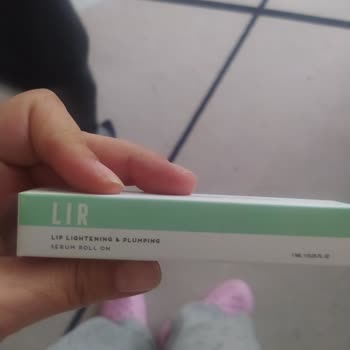 LIR
LIP LIGHTENING & PLUMPING
SERUM ROLL ON